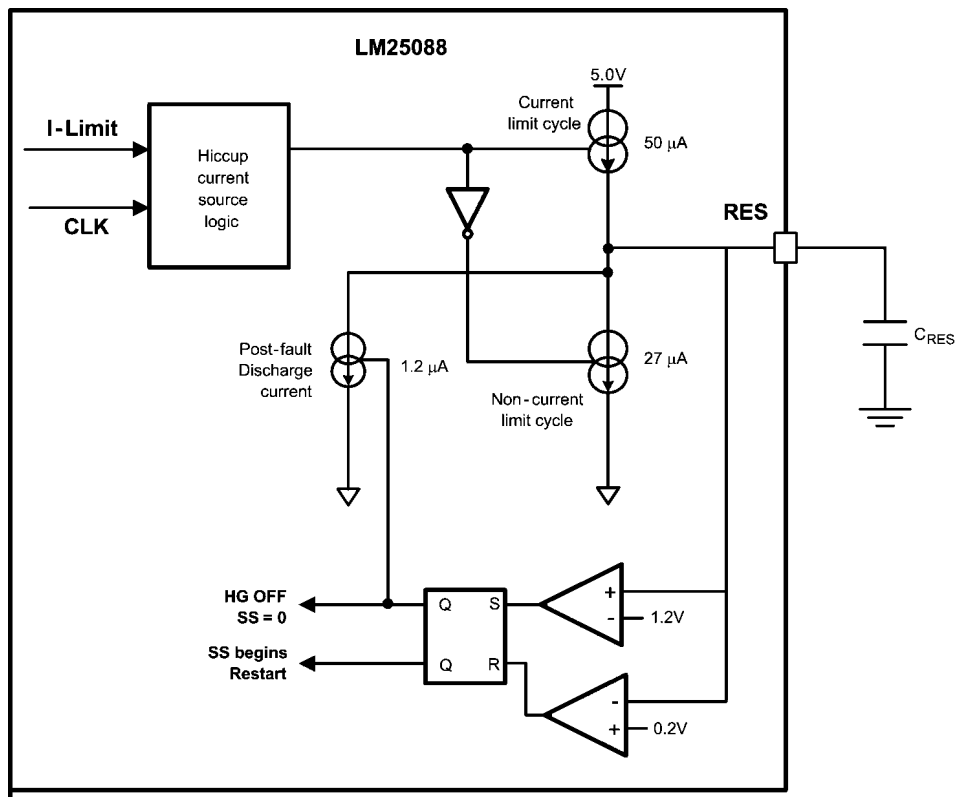 LM25088
5.0V
Current
limit cycle
50 µA
I-Limit
CLK
Hiccup
current
source
logic
RES
CRES
Post-fault
Discharge
current
1.2 µA
27 µA
Non-current
limit cycle
HG OFF
SS = 0
SS begins
Restart
Q
S
Q
R
+
-
1.2V
-
+
0.2V